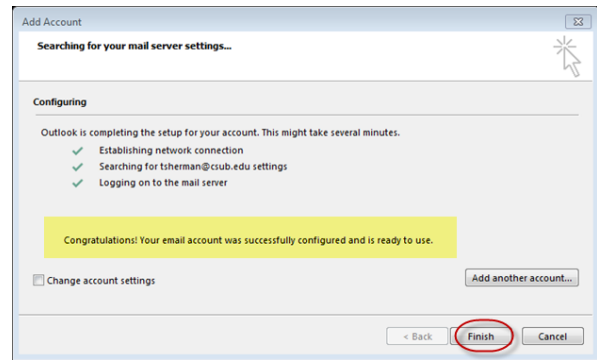 Add Account
Searching for your mail server settings...
Configuring
Outlook is completing the setup for your account. This might take several minutes.
Establishing network connection
Searching for tsherman@csub.edu settings
Logging on to the mail server
Congratulations! Your email account was successfully configured and is ready to use.
Change account settings
Add another account...
< Back
Finish
Cancel